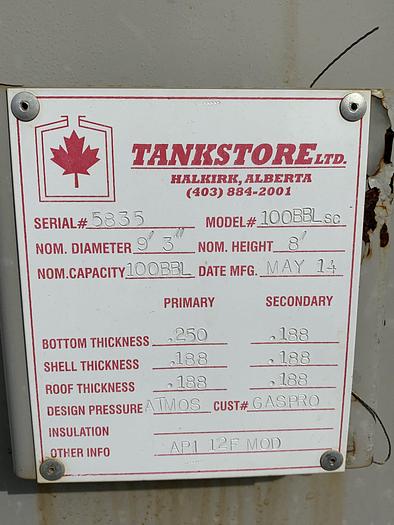 TANKSTORE LTD.
HALKIRK, ALBERTA
(403) 884-2001
SERIAL# 5835 MODEL# 100BBL SC
NOM. DIAMETER 9' 3" NOM. HEIGHT 8'
NOM. CAPACITY 100BBL DATE MFG. MAY 14
PRIMARY SECONDARY
BOTTOM THICKNESS .250 .188
SHELL THICKNESS .188 .188
ROOF THICKNESS .188 .188
DESIGN PRESSURE ATMOS CUST# GASPRO
INSULATION
OTHER INFO API 12F MOD